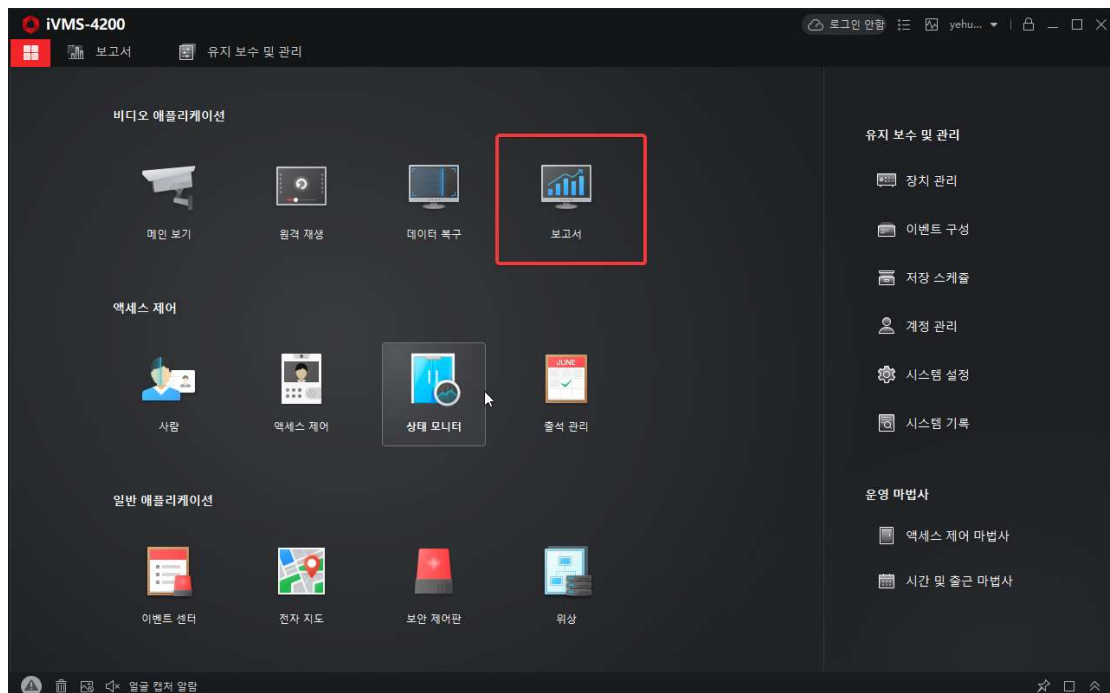 iVMS-4200
로그인 안함
yehu...
보고서
유지 보수 및 관리
비디오 애플리케이션
메인 보기
원격 재생
데이터 복구
보고서
액세스 제어
사람
액세스 제어
상태 모니터
JUNE
출석 관리
일반 애플리케이션
이벤트 센터
전자 지도
보안 제어판
위상
유지 보수 및 관리
장치 관리
이벤트 구성
저장 스케쥴
계정 관리
시스템 설정
시스템 기록
운영 마법사
액세스 제어 마법사
시간 및 출근 마법사
얼굴 캡처 알람